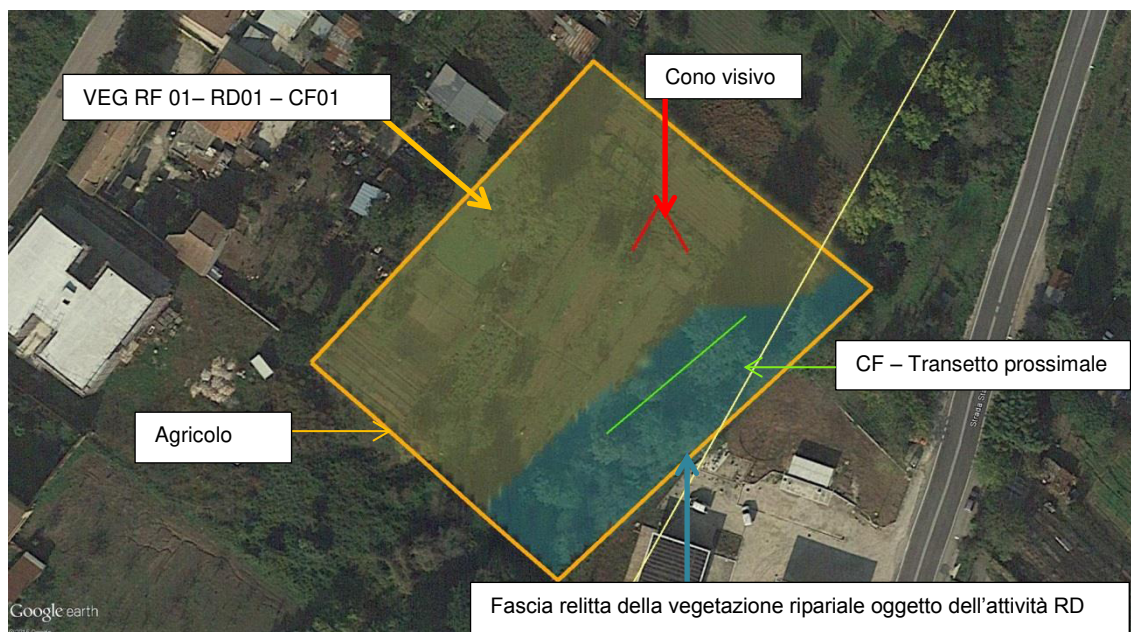 VEG RF 01– RD01 – CF01
Cono visivo
CF – Transetto prossimale
Agricolo
Fascia relitta della vegetazione ripariale oggetto dell'attività RD
Google earth